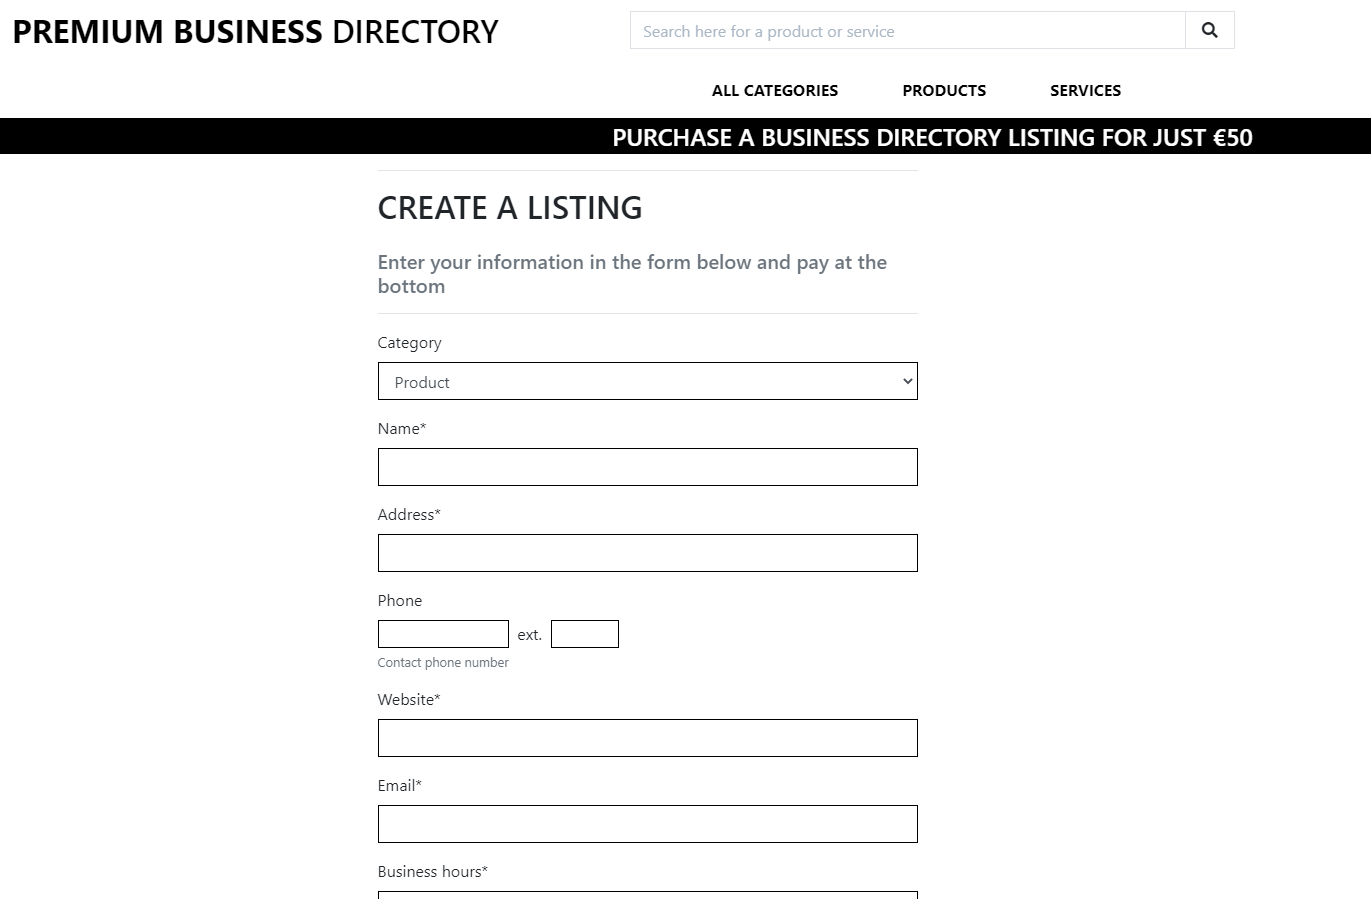 PREMIUM BUSINESS DIRECTORY
Search here for a product or service
ALL CATEGORIES PRODUCTS SERVICES
PURCHASE A BUSINESS DIRECTORY LISTING FOR JUST €50
CREATE A LISTING
Enter your information in the form below and pay at the
bottom
Category
Product
Name*
Address*
Phone
ext.
Contact phone number
Website*
Email*
Business hours*